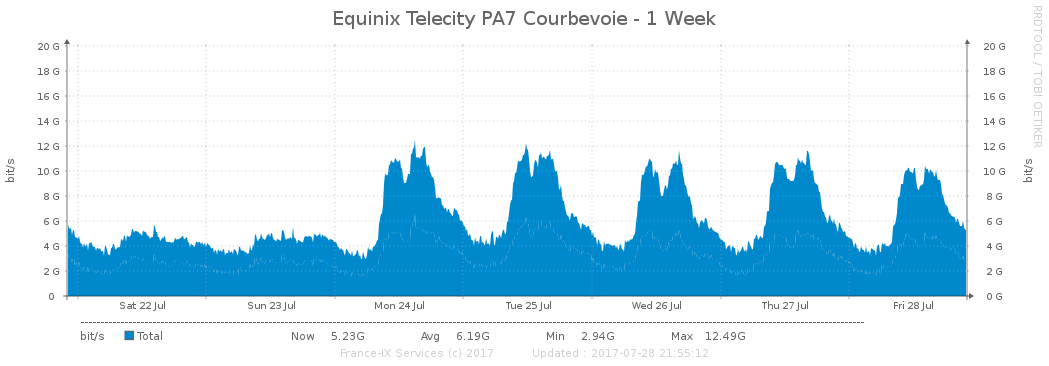 Equinix Telecity PA7 Courbevoie - 1 Week
RRDTOOL / TOBI OETIKER
bit/s
bit/s
20 G 20 G
18 G 18 G
16 G 16 G
14 G 14 G
12 G 12 G
10 G 10 G
8 G 8 G
6 G 6 G
4 G 4 G
2 G 2 G
0 0 G
Sat 22 Jul Sun 23 Jul Mon 24 Jul Tue 25 Jul Wed 26 Jul Thu 27 Jul Fri 28 Jul
bit/s Total Now 5.23G Avg 6.19G Min 2.94G Max 12.49G
France-IX Services (c) 2017 Updated : 2017-07-28 21:55:12